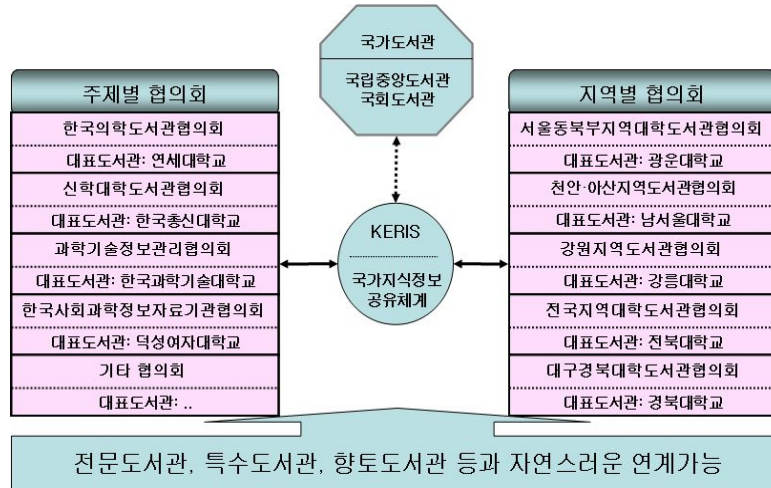 국가도서관
국립중앙도서관
국회도서관
주제별 협의회
한국의학도서관협의회
대표도서관: 연세대학교
신학대학도서관협의회
대표도서관: 한국총신대학교
과학기술정보관리협의회
대표도서관: 한국과학기술대학교
한국사회과학정보자료기관협의회
대표도서관: 덕성여자대학교
기타 협의회
대표도서관: ..
KERIS
국가지식정보
공유체계
지역별 협의회
서울동북부지역대학도서관협의회
대표도서관: 광운대학교
천안·아산지역도서관협의회
대표도서관: 남서울대학교
강원지역도서관협의회
대표도서관: 강릉대학교
전국지역대학도서관협의회
대표도서관: 전북대학교
대구경북대학도서관협의회
대표도서관: 경북대학교
전문도서관, 특수도서관, 향토도서관 등과 자연스러운 연계가능